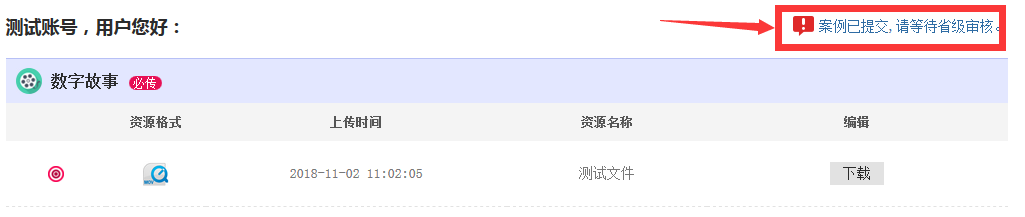 测试账号，用户您好：
案例已提交,请等待省级审核。
数字故事 必传
资源格式 上传时间 资源名称 编辑
2018-11-02 11:02:05 测试文件 下载